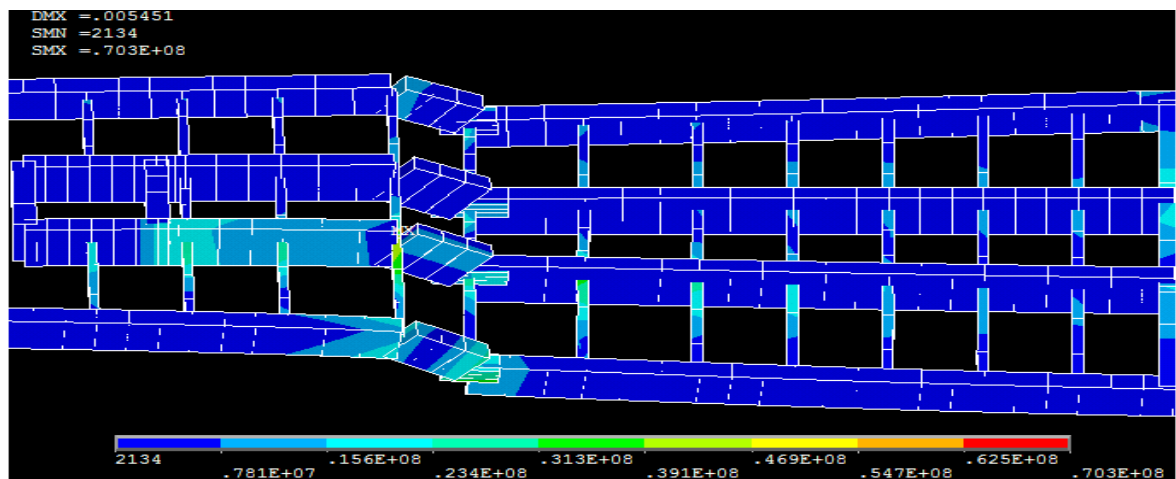 DMX =.005451
SMN =2134
SMX =.703E+08
MX
2134 .156E+08 .313E+08 .469E+08 .625E+08
.781E+07 .234E+08 .391E+08 .547E+08 .703E+08